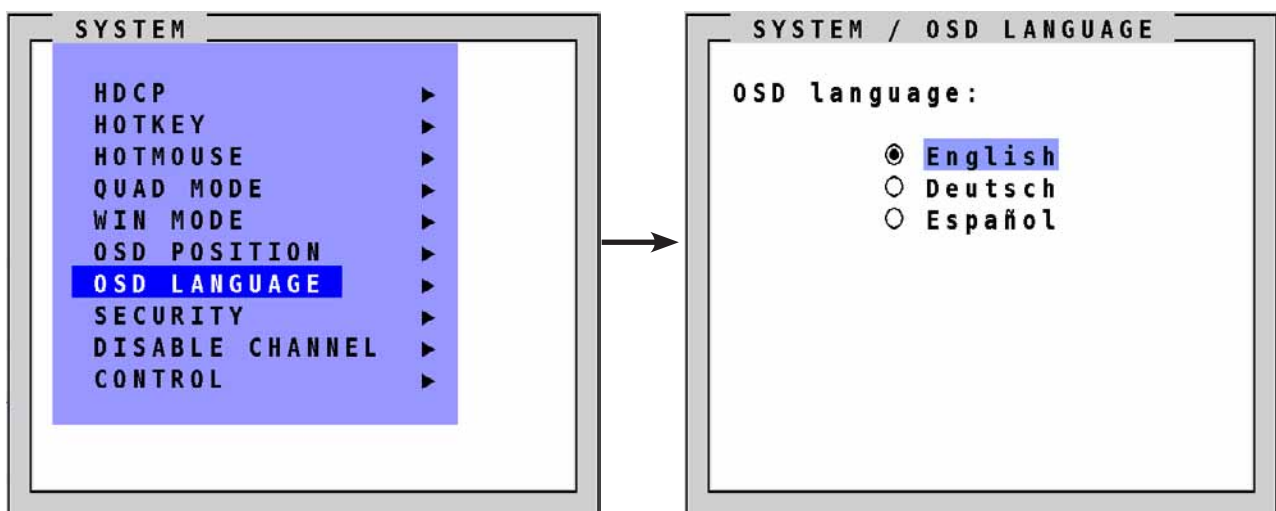 SYSTEM
HDCP
HOTKEY
HOTMOUSE
QUAD MODE
WIN MODE
OSD POSITION
OSD LANGUAGE
SECURITY
DISABLE CHANNEL
CONTROL
SYSTEM / OSD LANGUAGE
OSD language:
English
Deutsch
Español